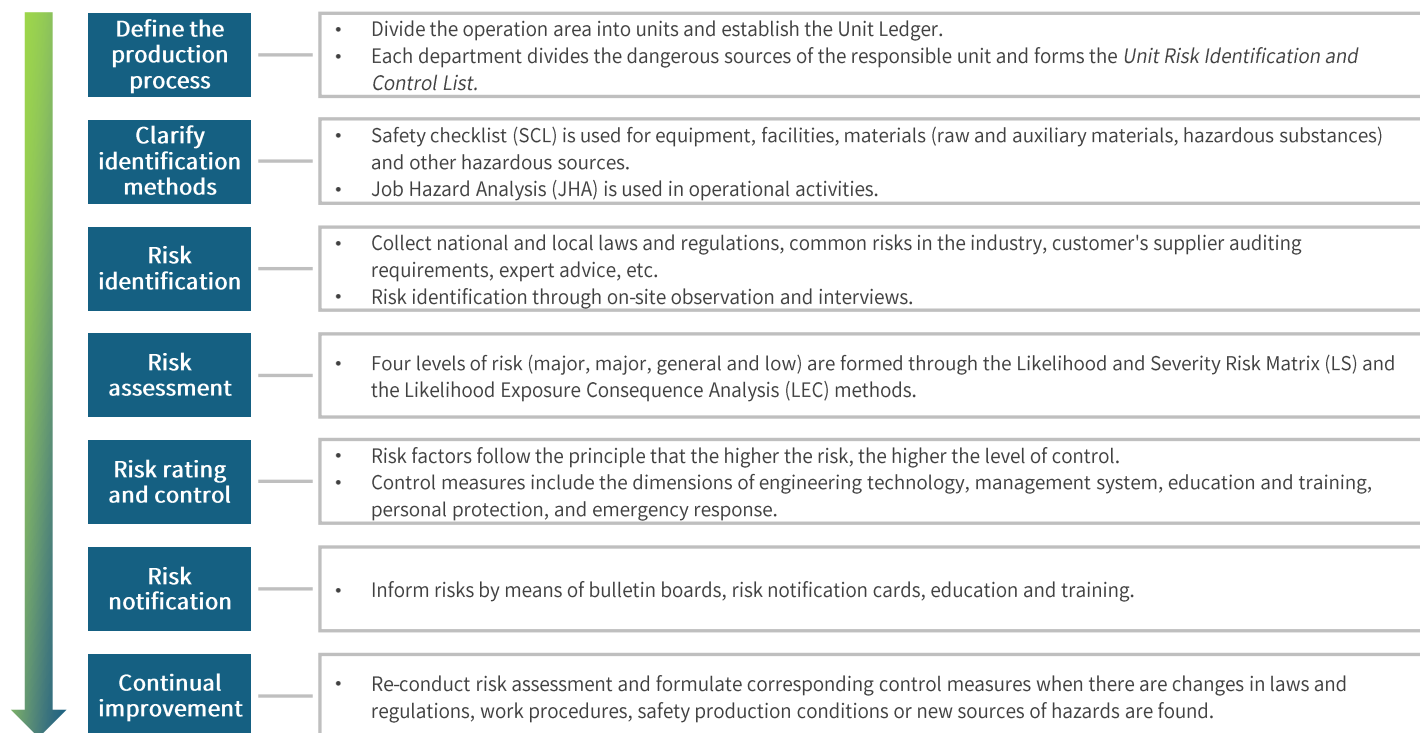 Define the
production
process
• Divide the operation area into units and establish the Unit Ledger.
• Each department divides the dangerous sources of the responsible unit and forms the Unit Risk Identification and
Control List.
Clarify
identification
methods
• Safety checklist (SCL) is used for equipment, facilities, materials (raw and auxiliary materials, hazardous substances)
and other hazardous sources.
• Job Hazard Analysis (JHA) is used in operational activities.
Risk
identification
• Collect national and local laws and regulations, common risks in the industry, customer's supplier auditing
requirements, expert advice, etc.
• Risk identification through on-site observation and interviews.
Risk
assessment
• Four levels of risk (major, major, general and low) are formed through the Likelihood and Severity Risk Matrix (LS) and
the Likelihood Exposure Consequence Analysis (LEC) methods.
Risk rating
and control
• Risk factors follow the principle that the higher the risk, the higher the level of control.
• Control measures include the dimensions of engineering technology, management system, education and training,
personal protection, and emergency response.
Risk
notification
• Inform risks by means of bulletin boards, risk notification cards, education and training.
Continual
improvement
• Re-conduct risk assessment and formulate corresponding control measures when there are changes in laws and
regulations, work procedures, safety production conditions or new sources of hazards are found.